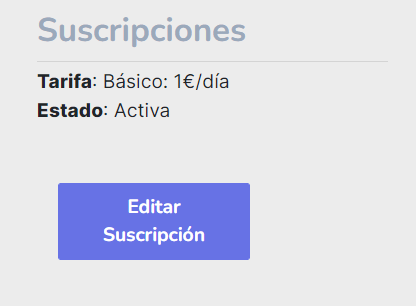 Suscripciones
Tarifa: Básico: 1€/día
Estado: Activa
Editar
Suscripción